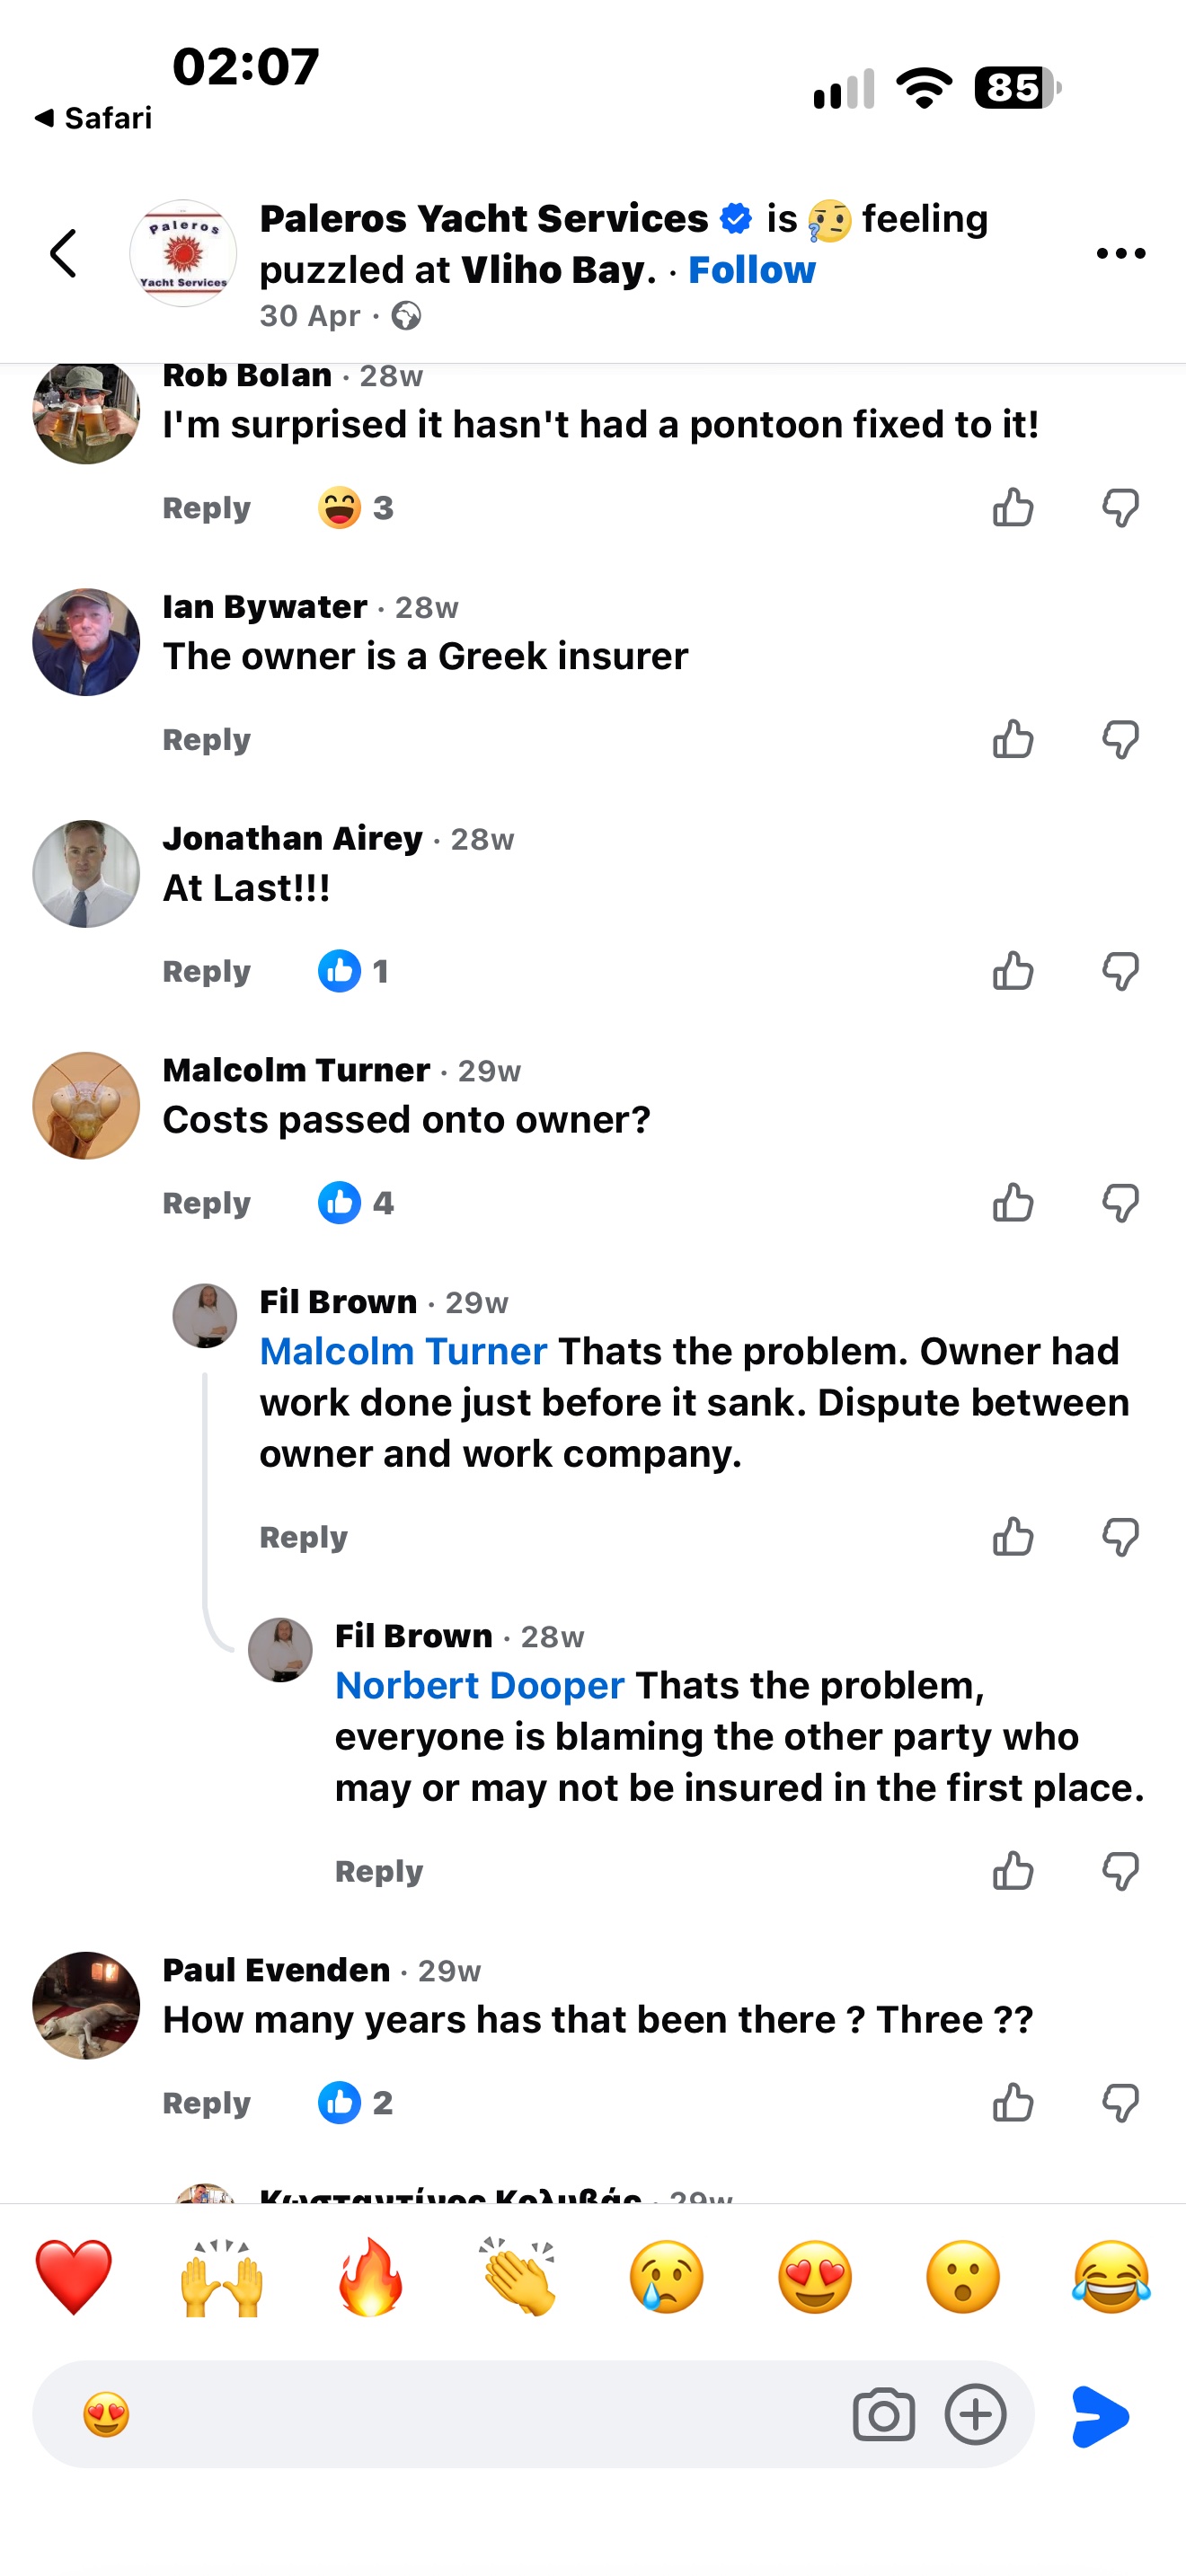 02:07
85
Safari
Paleros
Yacht Services
Paleros Yacht Services is feeling
puzzled at Vliho Bay. · Follow
30 Apr ·
Rob Bolan · 28w
I'm surprised it hasn't had a pontoon fixed to it!
Reply 3
Ian Bywater · 28w
The owner is a Greek insurer
Reply
Jonathan Airey · 28w
At Last!!!
Reply 1
Malcolm Turner · 29w
Costs passed onto owner?
Reply 4
Fil Brown · 29w
Malcolm Turner Thats the problem. Owner had
work done just before it sank. Dispute between
owner and work company.
Reply
Fil Brown · 28w
Norbert Dooper Thats the problem,
everyone is blaming the other party who
may or may not be insured in the first place.
Reply
Paul Evenden · 29w
How many years has that been there ? Three ??
Reply 2
Κωσταντίνος Κολυβάς · 29w